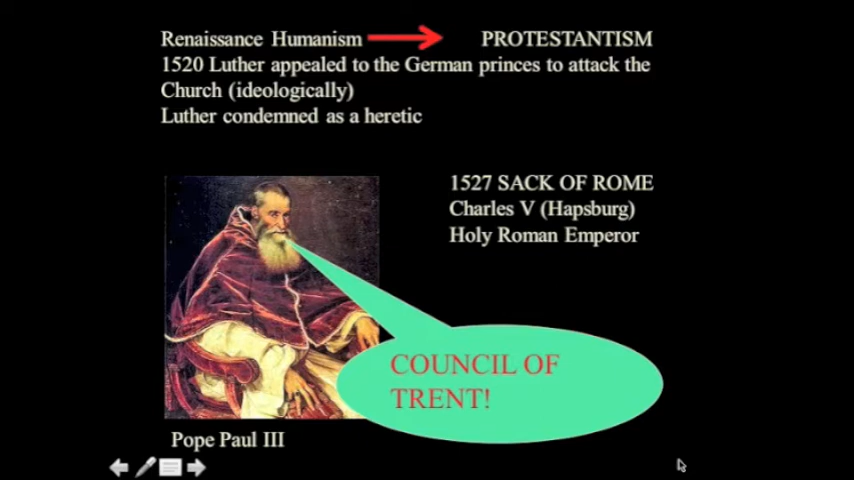 Renaissance Humanism PROTESTANTISM
1520 Luther appealed to the German princes to attack the
Church (ideologically)
Luther condemned as a heretic
1527 SACK OF ROME
Charles V (Hapsburg)
Holy Roman Emperor
COUNCIL OF
TRENT!
Pope Paul III